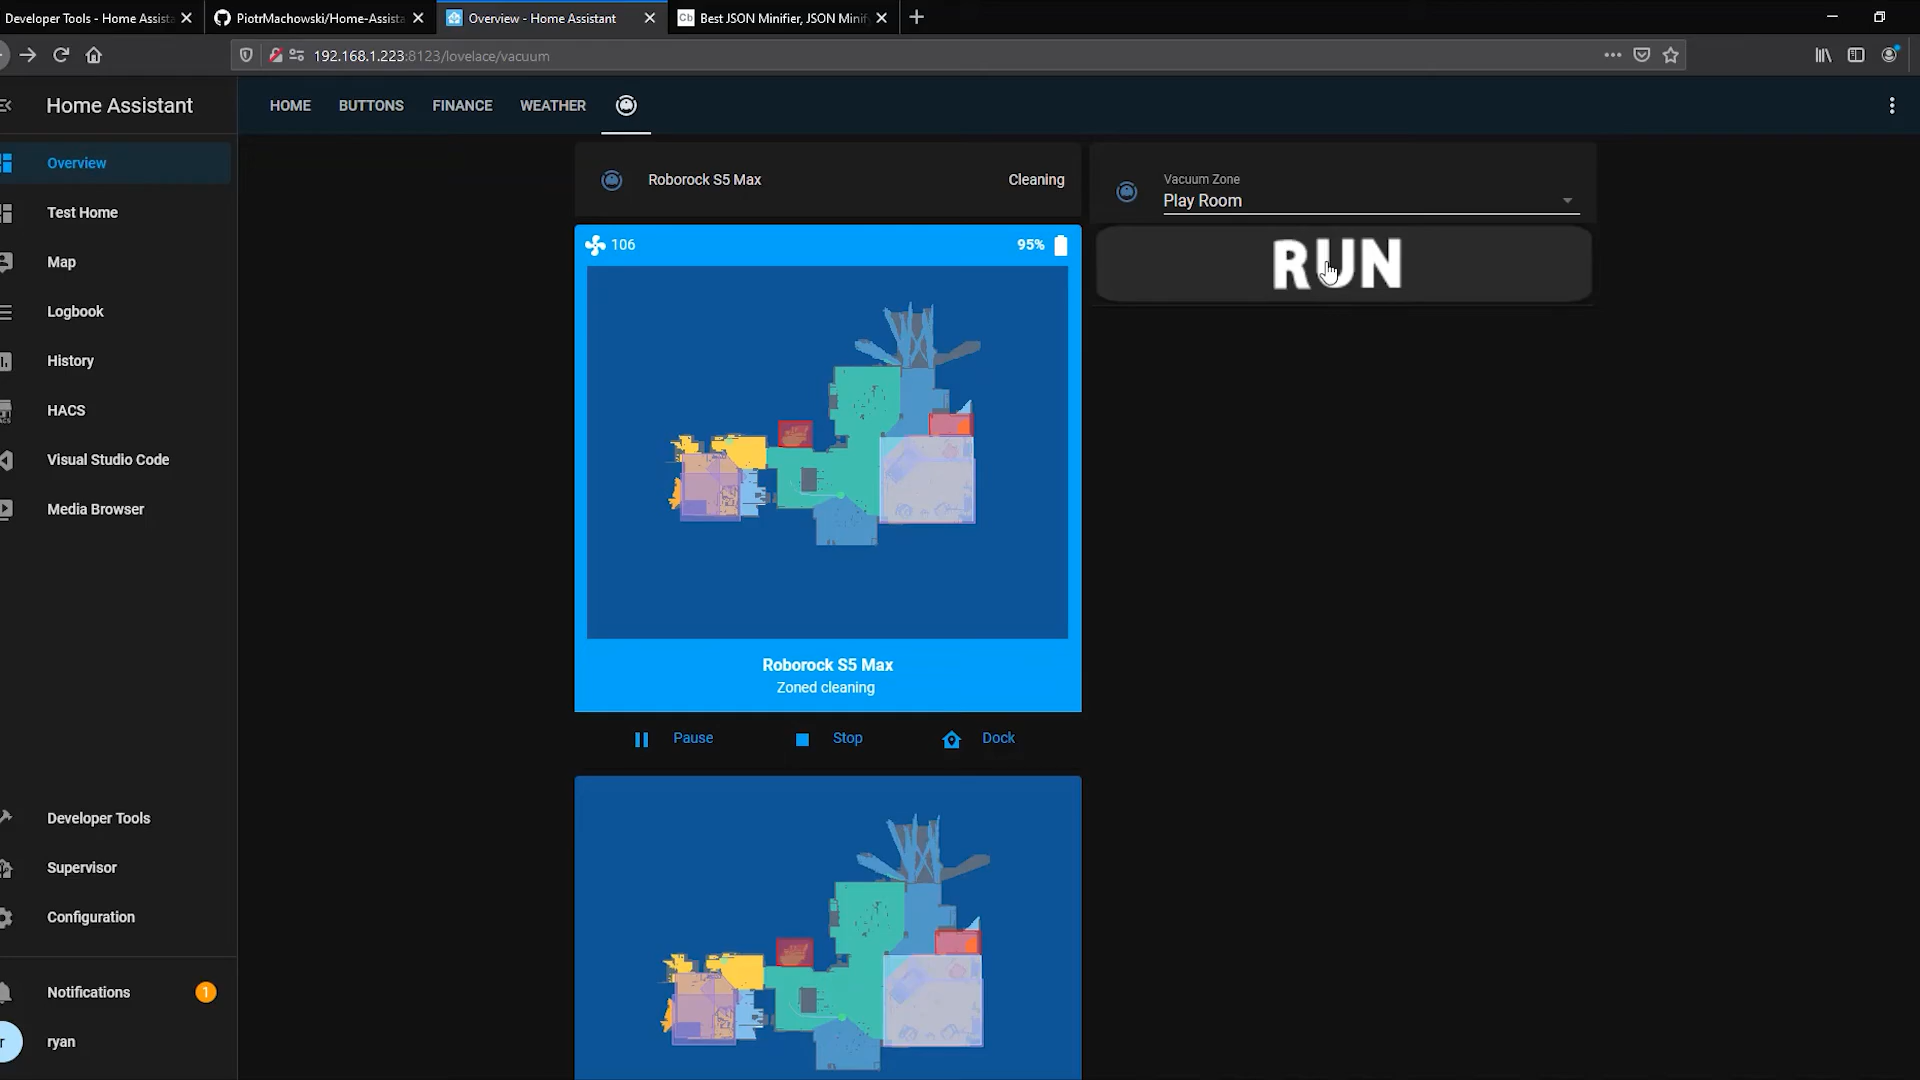 Developer Tools - Home Assista
PiotrMachowski/Home-Assista
Overview - Home Assistant
Cb
Best JSON Minifier, JSON Minif
192.168.1.223:8123/lovelace/vacuum
Home Assistant
HOME
BUTTONS
FINANCE
WEATHER
Overview
Test Home
Map
Logbook
History
HACS
Visual Studio Code
Media Browser
Developer Tools
Supervisor
Configuration
Notifications
1
r
ryan
Roborock S5 Max
Cleaning
106
95%
Roborock S5 Max
Zoned cleaning
Pause
Stop
Dock
Vacuum Zone
Play Room
RUN